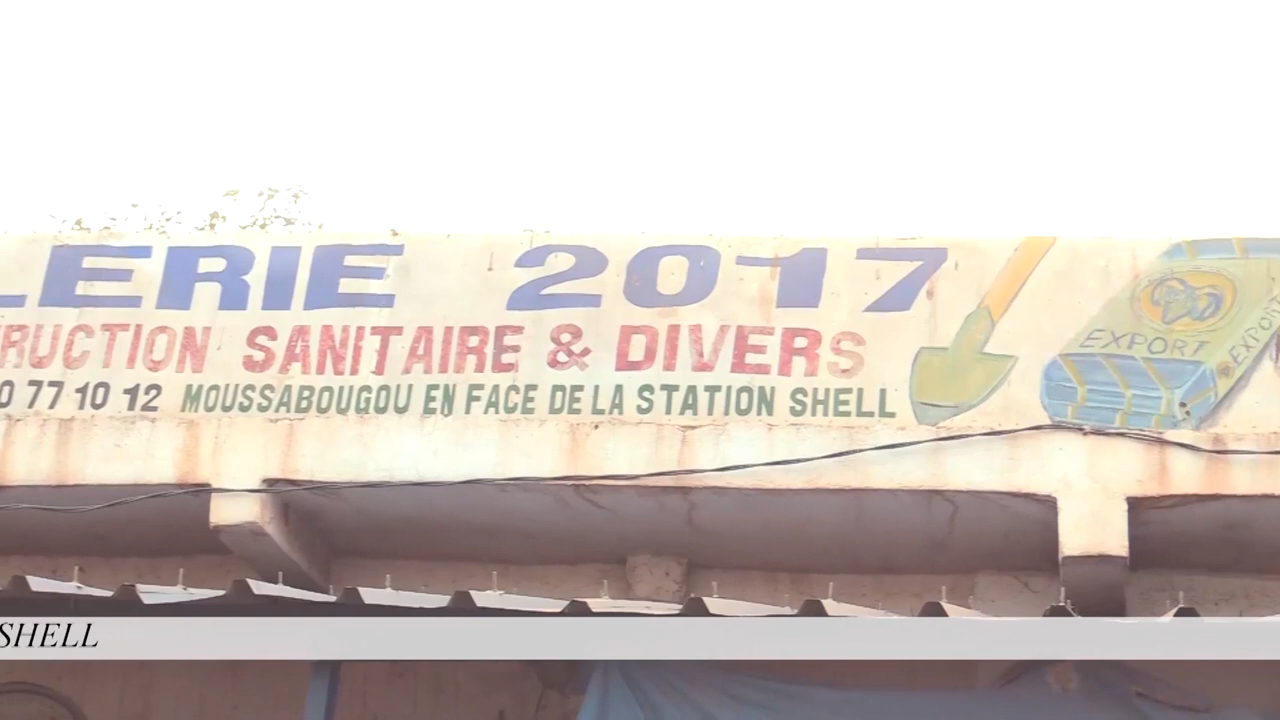 LERIE 2017
RUCTION SANITAIRE & DIVERS
0 77 10 12 MOUSSABOUGOU EN FACE DE LA STATION SHELL
EXPORT
EXPORT
SHELL